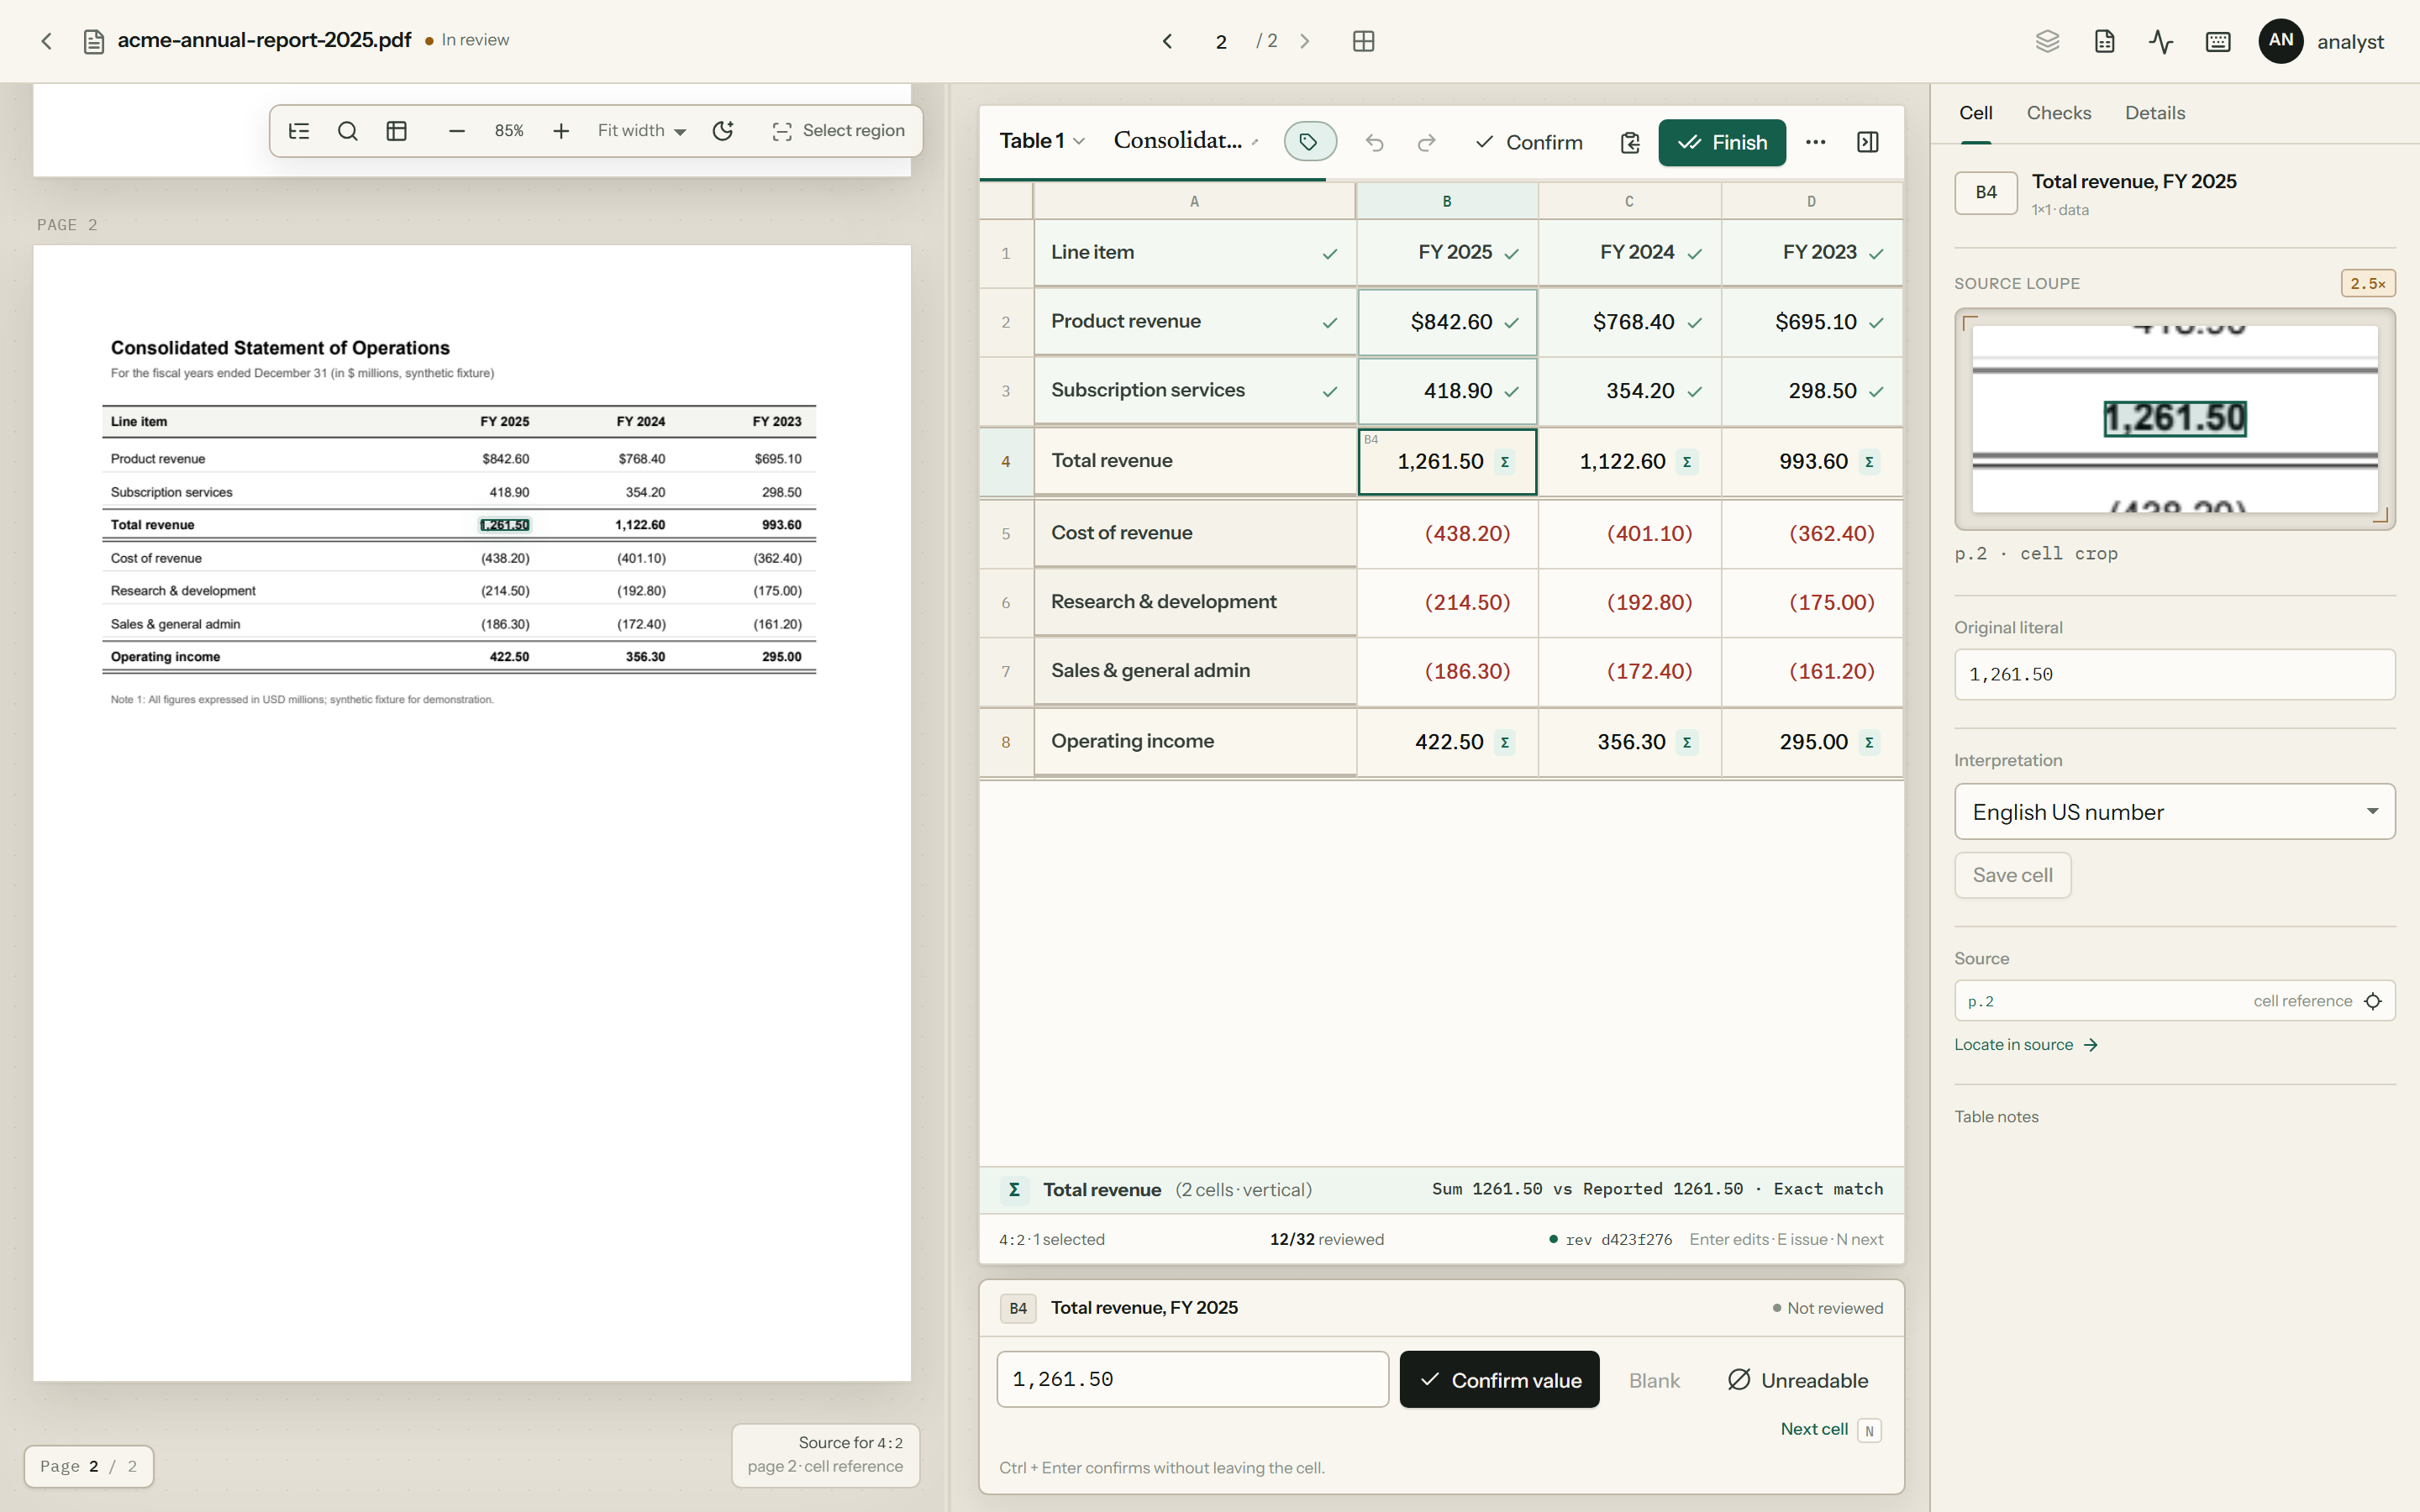 acme-annual-report-2025.pdf In review
2 / 2
AN analyst
85% Fit width Select region
PAGE 2
Consolidated Statement of Operations
For the fiscal years ended December 31 (in $ millions, synthetic fixture)
Line item FY 2025 FY 2024 FY 2023
Product revenue $842.60 $768.40 $695.10
Subscription services 418.90 354.20 298.50
Total revenue 1,261.50 1,122.60 993.60
Cost of revenue (438.20) (401.10) (362.40)
Research & development (214.50) (192.80) (175.00)
Sales & general admin (186.30) (172.40) (161.20)
Operating income 422.50 356.30 295.00
Note 1: All figures expressed in USD millions; synthetic fixture for demonstration.
Page 2 / 2
Source for 4:2
page 2 · cell reference
Table 1 Consolidat... Confirm Finish
A B C D
1 Line item FY 2025 FY 2024 FY 2023
2 Product revenue $842.60 $768.40 $695.10
3 Subscription services 418.90 354.20 298.50
4 Total revenue B4 1,261.50 Σ 1,122.60 Σ 993.60 Σ
5 Cost of revenue (438.20) (401.10) (362.40)
6 Research & development (214.50) (192.80) (175.00)
7 Sales & general admin (186.30) (172.40) (161.20)
8 Operating income 422.50 Σ 356.30 Σ 295.00 Σ
Σ Total revenue (2 cells · vertical) Sum 1261.50 vs Reported 1261.50 · Exact match
4:2 · 1 selected 12/32 reviewed rev d423f276 Enter edits · E issue · N next
B4 Total revenue, FY 2025 Not reviewed
1,261.50 Confirm value Blank Unreadable
Next cell N
Ctrl + Enter confirms without leaving the cell.
Cell Checks Details
B4 Total revenue, FY 2025
1×1 · data
SOURCE LOUPE 2.5×
1,261.50
p.2 · cell crop
Original literal
1,261.50
Interpretation
English US number
Save cell
Source
p.2 cell reference
Locate in source
Table notes